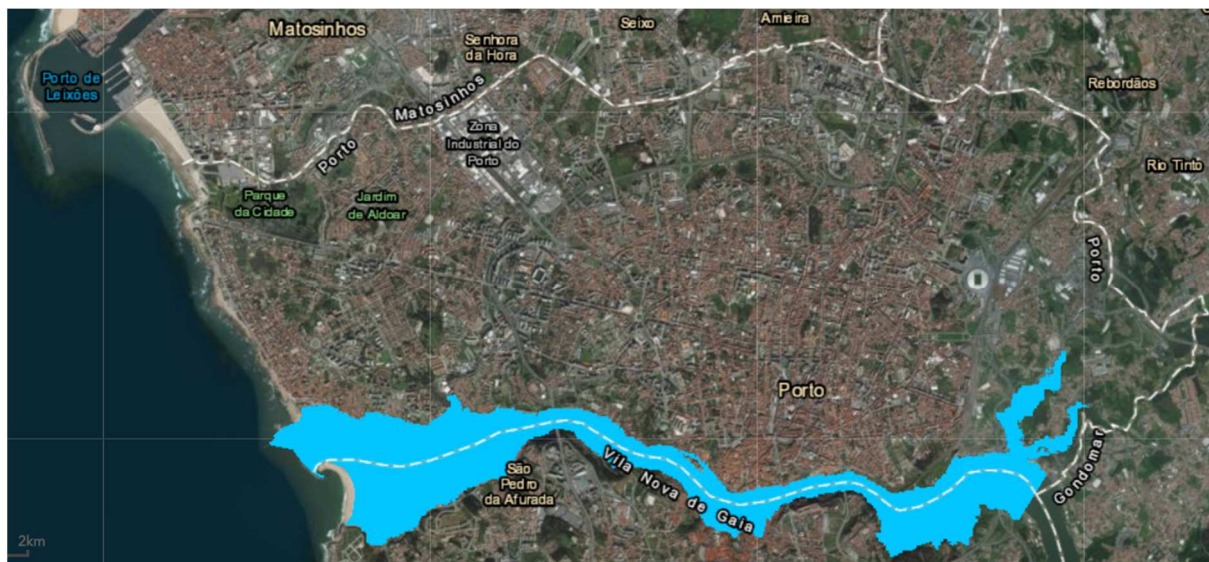 Matosinhos
Senhora
da Hora
Seixo
Amieira
Porto de
Leixões
Rebordãos
Matosinhos
Porto
Zona
Industrial do
Porto
Rio Tinto
Parque
da Cidade
Jardim
de Aldoar
Porto
Porto
São
Pedro
da Afurada
Vila Nova de Gaia
Gondomar
2km